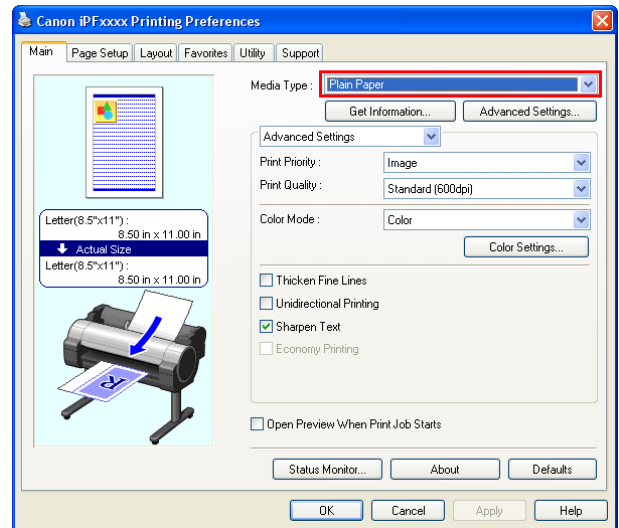 Canon iPFxxxx Printing Preferences
Main Page Setup Layout Favorites Utility Support
Media Type : Plain Paper
Get Information... Advanced Settings...
Advanced Settings
Print Priority : Image
Print Quality : Standard (600dpi)
Color Mode : Color
Color Settings...
Letter(8.5"x11") :
8.50 in x 11.00 in
Actual Size
Letter(8.5"x11") :
8.50 in x 11.00 in
Thicken Fine Lines
Unidirectional Printing
Sharpen Text
Economy Printing
R
Open Preview When Print Job Starts
Status Monitor... About Defaults
OK Cancel Apply Help